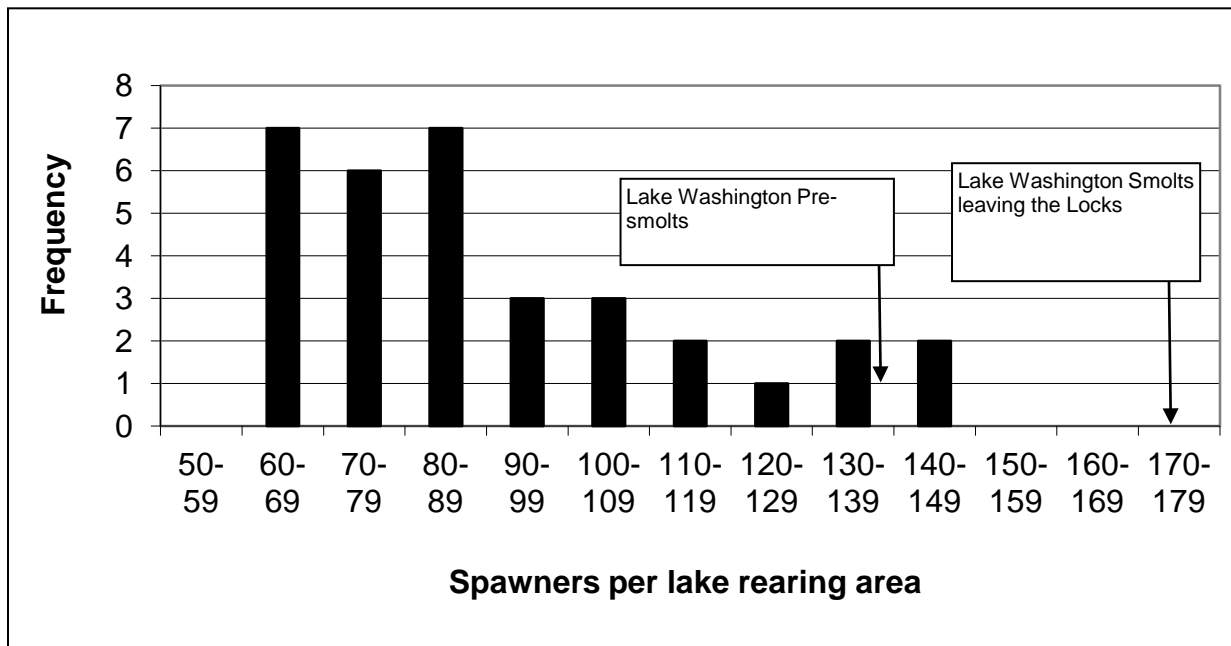 8
7
6
5
4
3
2
1
0
Frequency
Lake Washington Pre-
smolts
Lake Washington Smolts
leaving the Locks
50- 60- 70- 80- 90- 100- 110- 120- 130- 140- 150- 160- 170-
59 69 79 89 99 109 119 129 139 149 159 169 179
Spawners per lake rearing area